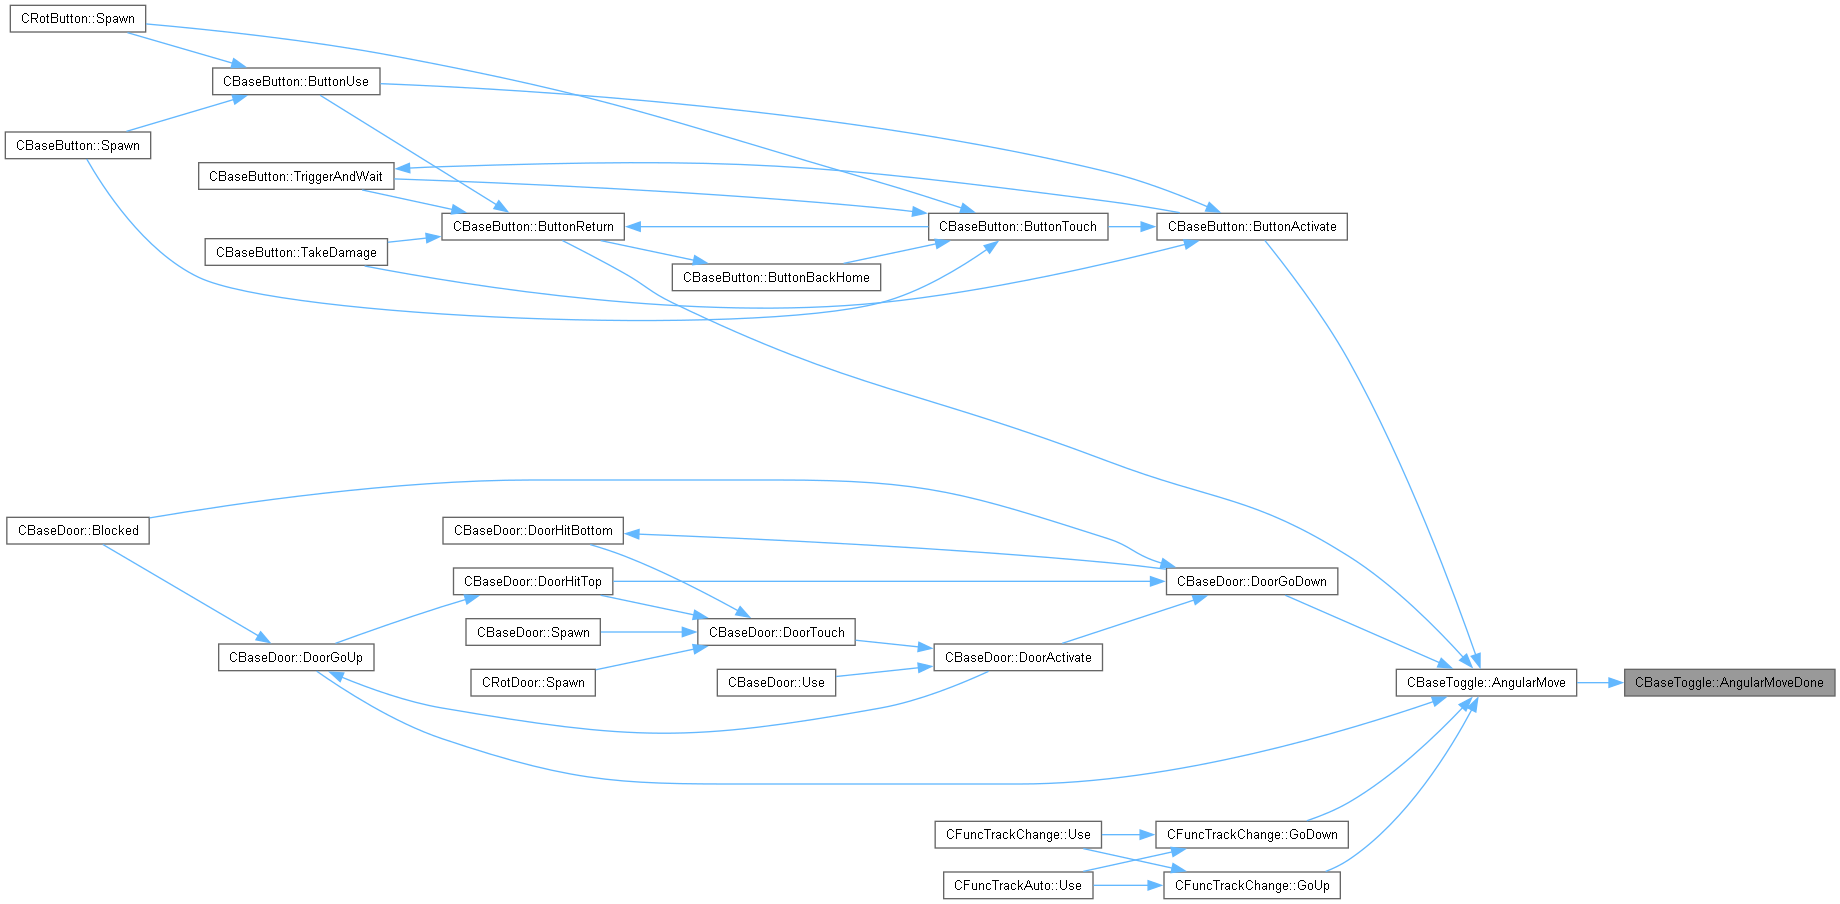 CRotButton::Spawn
CBaseButton::ButtonUse
CBaseButton::Spawn
CBaseButton::TriggerAndWait
CBaseButton::ButtonReturn
CBaseButton::ButtonTouch
CBaseButton::ButtonActivate
CBaseButton::TakeDamage
CBaseButton::ButtonBackHome
CBaseDoor::Blocked
CBaseDoor::DoorHitBottom
CBaseDoor::DoorHitTop
CBaseDoor::DoorGoDown
CBaseDoor::Spawn
CBaseDoor::DoorTouch
CBaseDoor::DoorGoUp
CBaseDoor::DoorActivate
CRotDoor::Spawn
CBaseDoor::Use
CBaseToggle::AngularMove
CBaseToggle::AngularMoveDone
CFuncTrackChange::Use
CFuncTrackChange::GoDown
CFuncTrackAuto::Use
CFuncTrackChange::GoUp